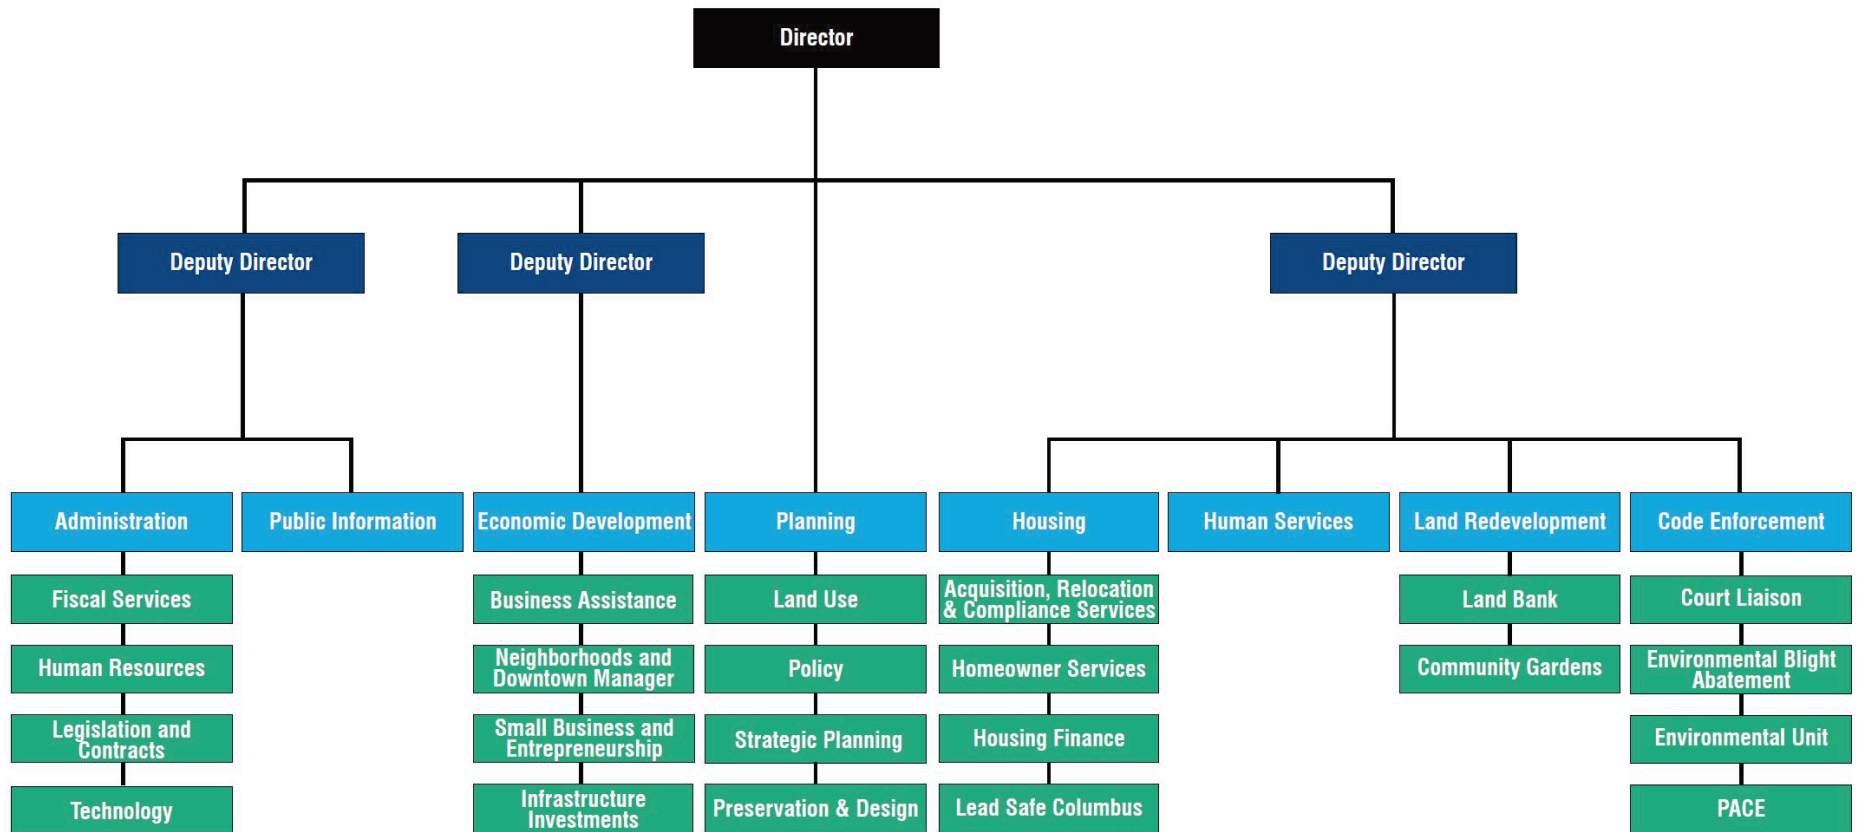 Director
Deputy Director
Deputy Director
Deputy Director
Administration
Public Information
Economic Development
Planning
Housing
Human Services
Land Redevelopment
Code Enforcement
Fiscal Services
Human Resources
Legislation and
Contracts
Technology
Business Assistance
Neighborhoods and
Downtown Manager
Small Business and
Entrepreneurship
Infrastructure
Investments
Land Use
Policy
Strategic Planning
Preservation & Design
Acquisition, Relocation
& Compliance Services
Homeowner Services
Housing Finance
Lead Safe Columbus
Land Bank
Community Gardens
Court Liaison
Environmental Blight
Abatement
Environmental Unit
PACE